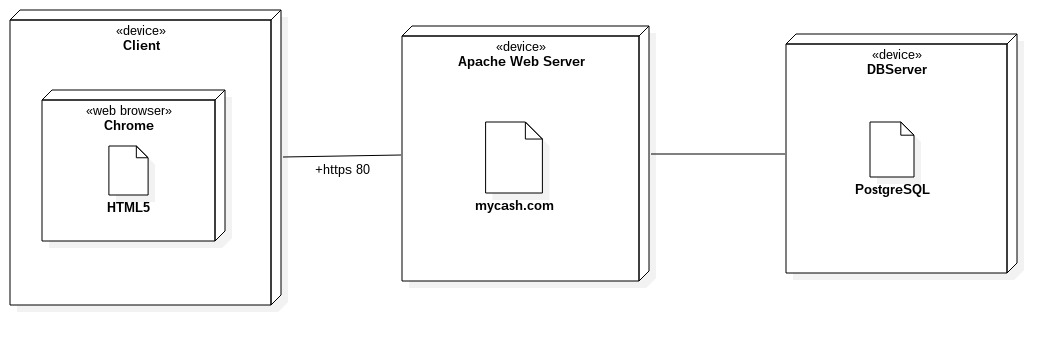 «device»
Client
«web browser»
Chrome
HTML5
+https 80
«device»
Apache Web Server
mycash.com
«device»
DBServer
PostgreSQL